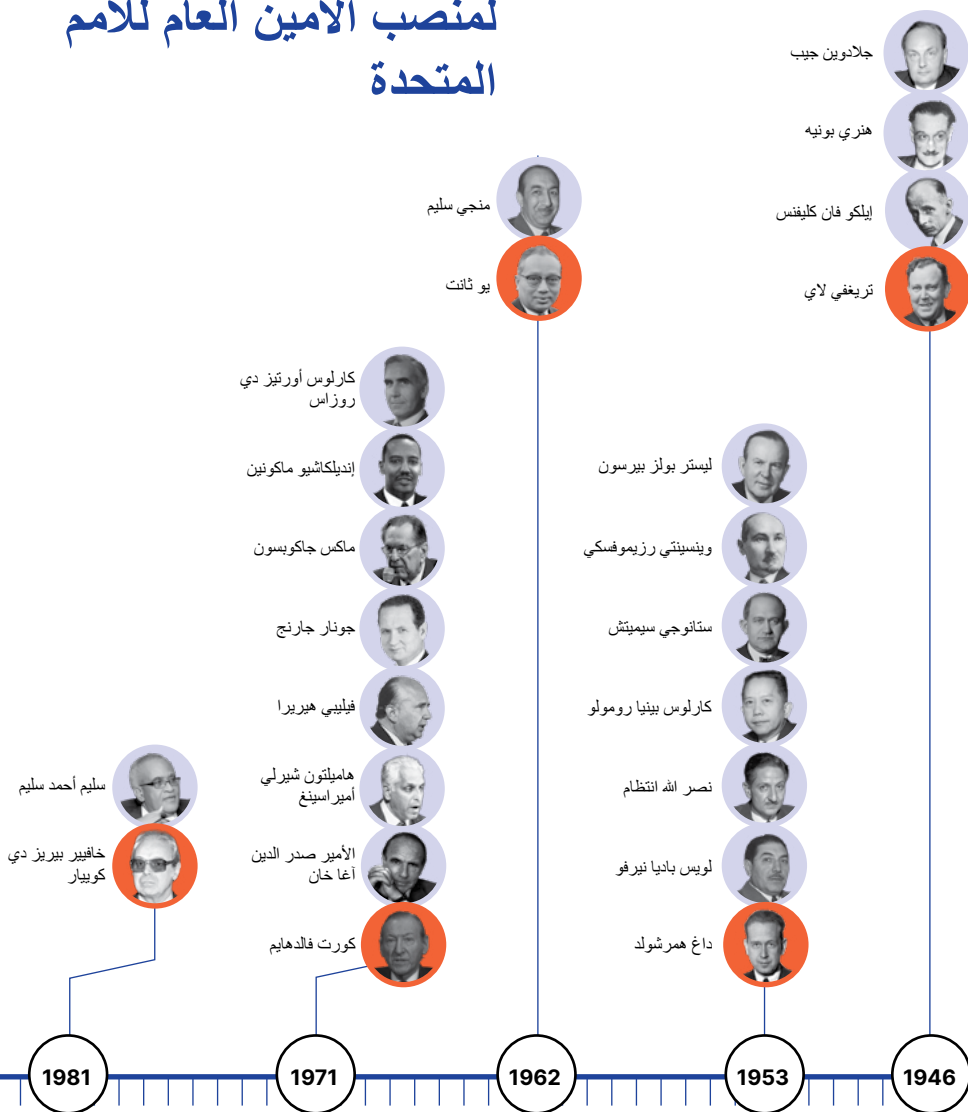 لمنصب الأمين العام للأمم
المتحدة
جلادوين جيب
هنري بونيه
إيلكو فان كليفنس
تريغفي لاي
ليستر بولز بيرسون
وينسينتي رزيموفسكي
ستانوجي سيميتش
كارلوس بينيا رومولو
نصر الله انتظام
لويس باديا نيرفو
داغ همرشولد
منجي سليم
يو ثانت
كارلوس أورتيز دي
روزاس
إنديلكاشيو ماكونين
ماكس جاكوبسون
جونار جارنج
فيليبي هيريرا
هاميلتون شيرلي
أميراسينغ
الأمير صدر الدين
آغا خان
كورت فالدهايم
سليم أحمد سليم
خافيير بيريز دي
كوييار
1946
1953
1962
1971
1981